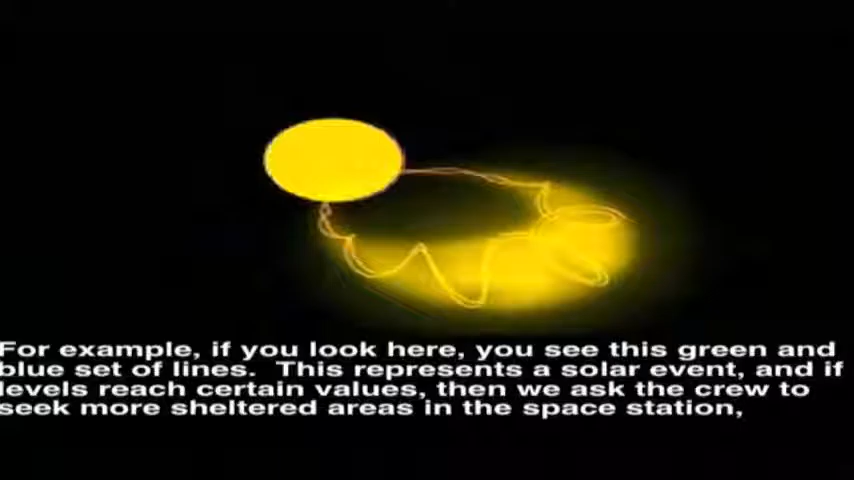 For example, if you look here, you see this green and
blue set of lines.  This represents a solar event, and if
levels reach certain values, then we ask the crew to
seek more sheltered areas in the space station,